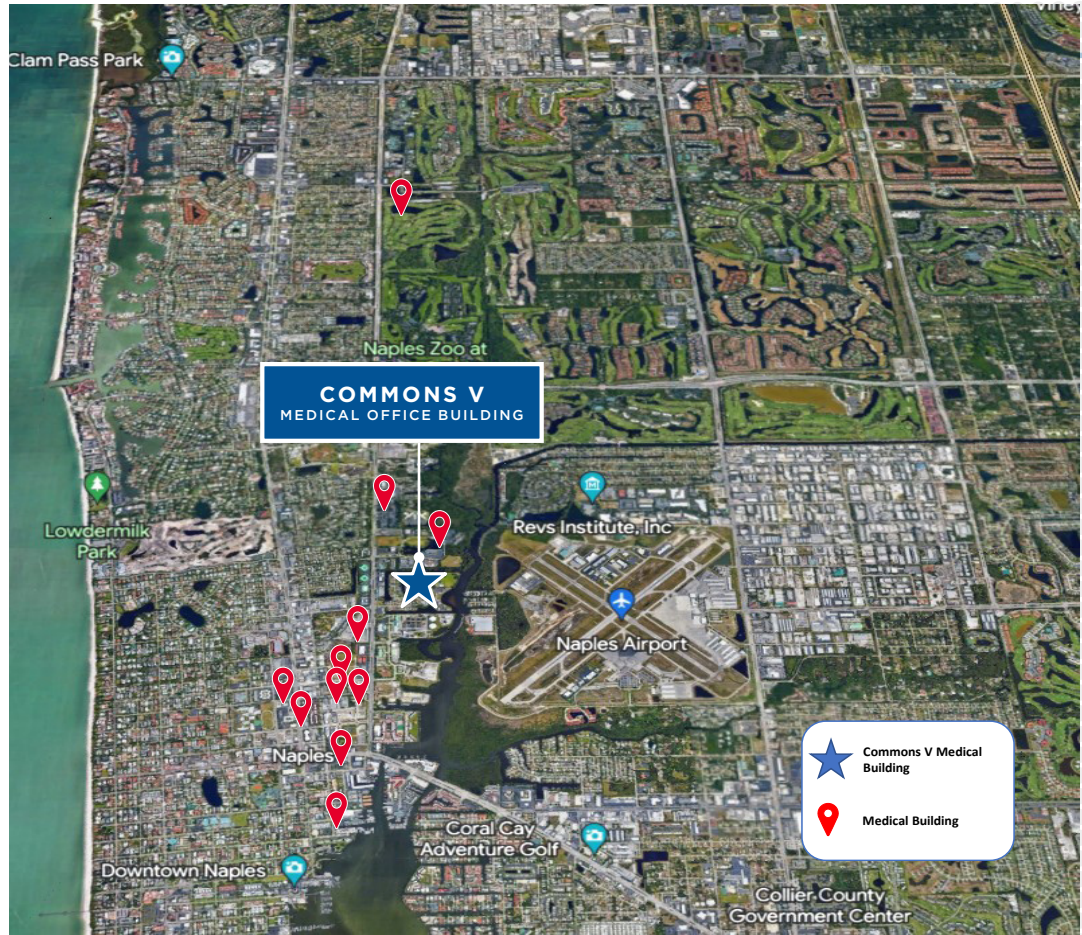 Clam Pass Park
Naples Zoo at
COMMONS V
MEDICAL OFFICE BUILDING
Lowdermilk
Park
Revs Institute, Inc
Naples Airport
Naples
Commons V Medical
Building
Medical Building
Coral Cay
Adventure Golf
Downtown Naples
Collier County
Government Center